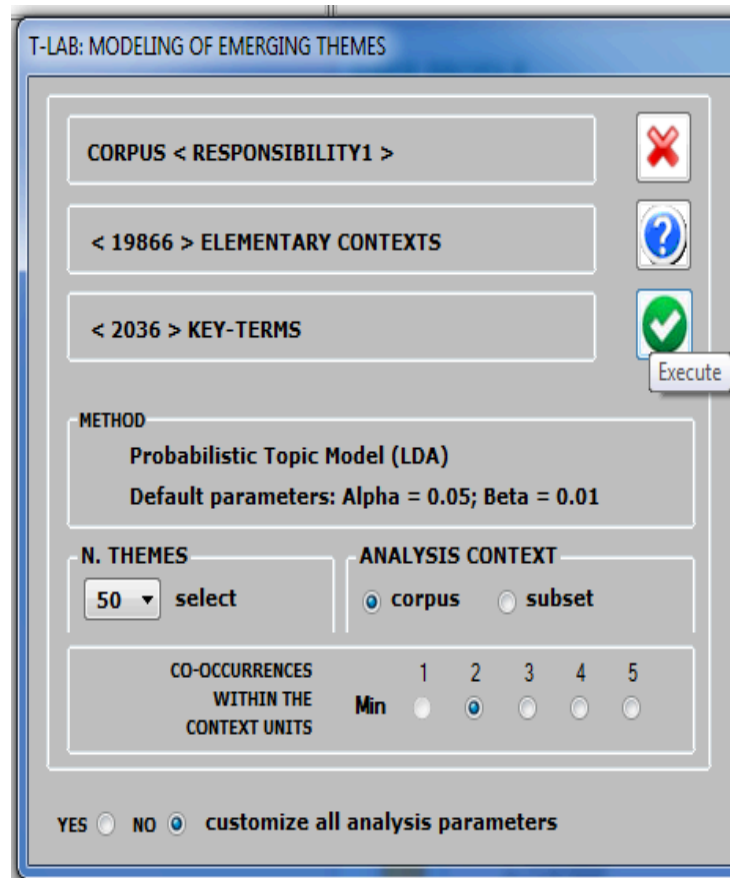 T-LAB: MODELING OF EMERGING THEMES
CORPUS < RESPONSIBILITY1 >
< 19866 > ELEMENTARY CONTEXTS
< 2036 > KEY-TERMS
Execute
METHOD
Probabilistic Topic Model (LDA)
Default parameters: Alpha = 0.05; Beta = 0.01
N. THEMES
50 select
ANALYSIS CONTEXT
corpus subset
CO-OCCURRENCES
WITHIN THE
CONTEXT UNITS
Min 1 2 3 4 5
YES NO customize all analysis parameters